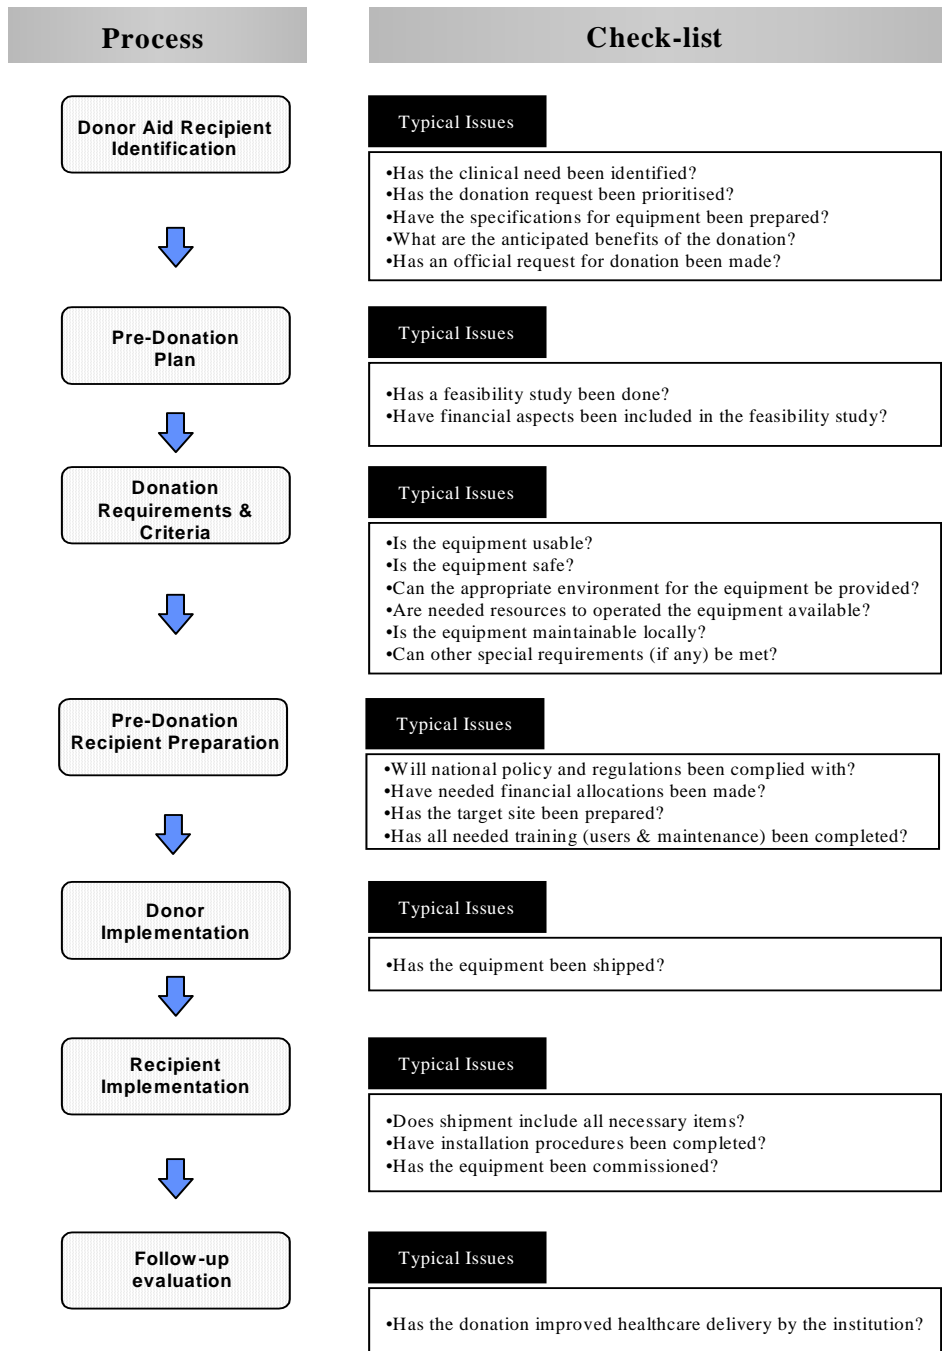 Process
Check-list
Donor Aid Recipient
Identification
Typical Issues
•Has the clinical need been identified?
•Has the donation request been prioritised?
•Have the specifications for equipment been prepared?
•What are the anticipated benefits of the donation?
•Has an official request for donation been made?
Pre-Donation
Plan
Typical Issues
•Has a feasibility study been done?
•Have financial aspects been included in the feasibility study?
Donation
Requirements &
Criteria
Typical Issues
•Is the equipment usable?
•Is the equipment safe?
•Can the appropriate environment for the equipment be provided?
•Are needed resources to operated the equipment available?
•Is the equipment maintainable locally?
•Can other special requirements (if any) be met?
Pre-Donation
Recipient Preparation
Typical Issues
•Will national policy and regulations been complied with?
•Have needed financial allocations been made?
•Has the target site been prepared?
•Has all needed training (users & maintenance) been completed?
Donor
Implementation
Typical Issues
•Has the equipment been shipped?
Recipient
Implementation
Typical Issues
•Does shipment include all necessary items?
•Have installation procedures been completed?
•Has the equipment been commissioned?
Follow-up
evaluation
Typical Issues
•Has the donation improved healthcare delivery by the institution?